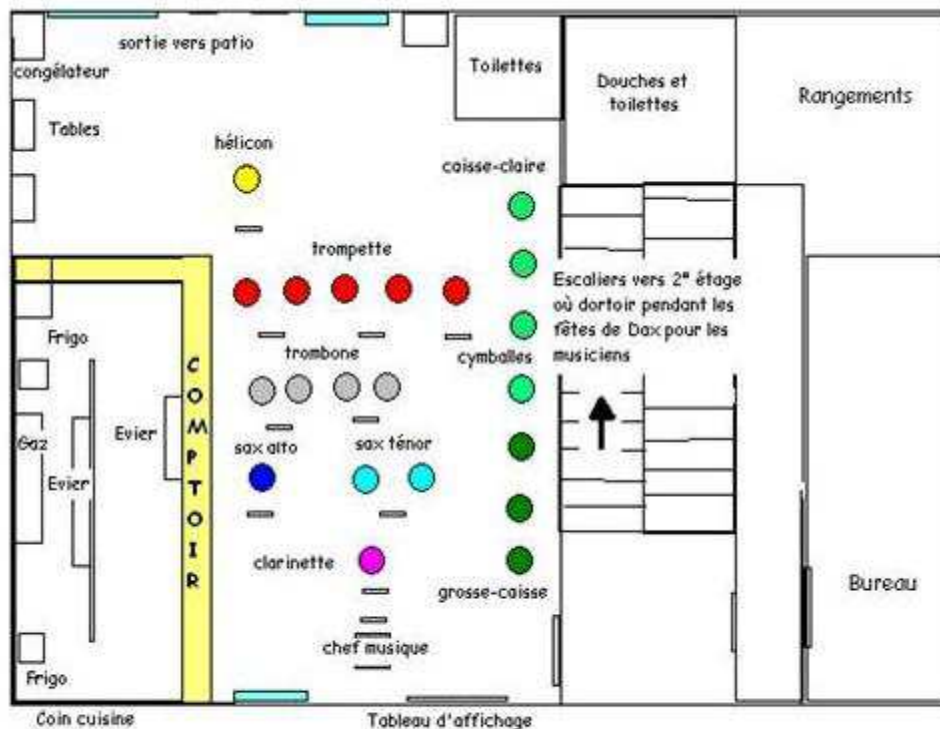 sortie vers patio
congélateur
Toilettes
Douches et
toilettes
Rangements
Tables
hélicon
caisse-claire
trompette
Escaliers vers 2° étage
où dortoir pendant les
fêtes de Dax pour les
musiciens
Frigo
trombone
cymballes
COMPTOIR
Evier
Gaz
sax alto
sax ténor
Evier
clarinette
grosse-caisse
Bureau
chef musique
Frigo
Coin cuisine
Tableau d'affichage